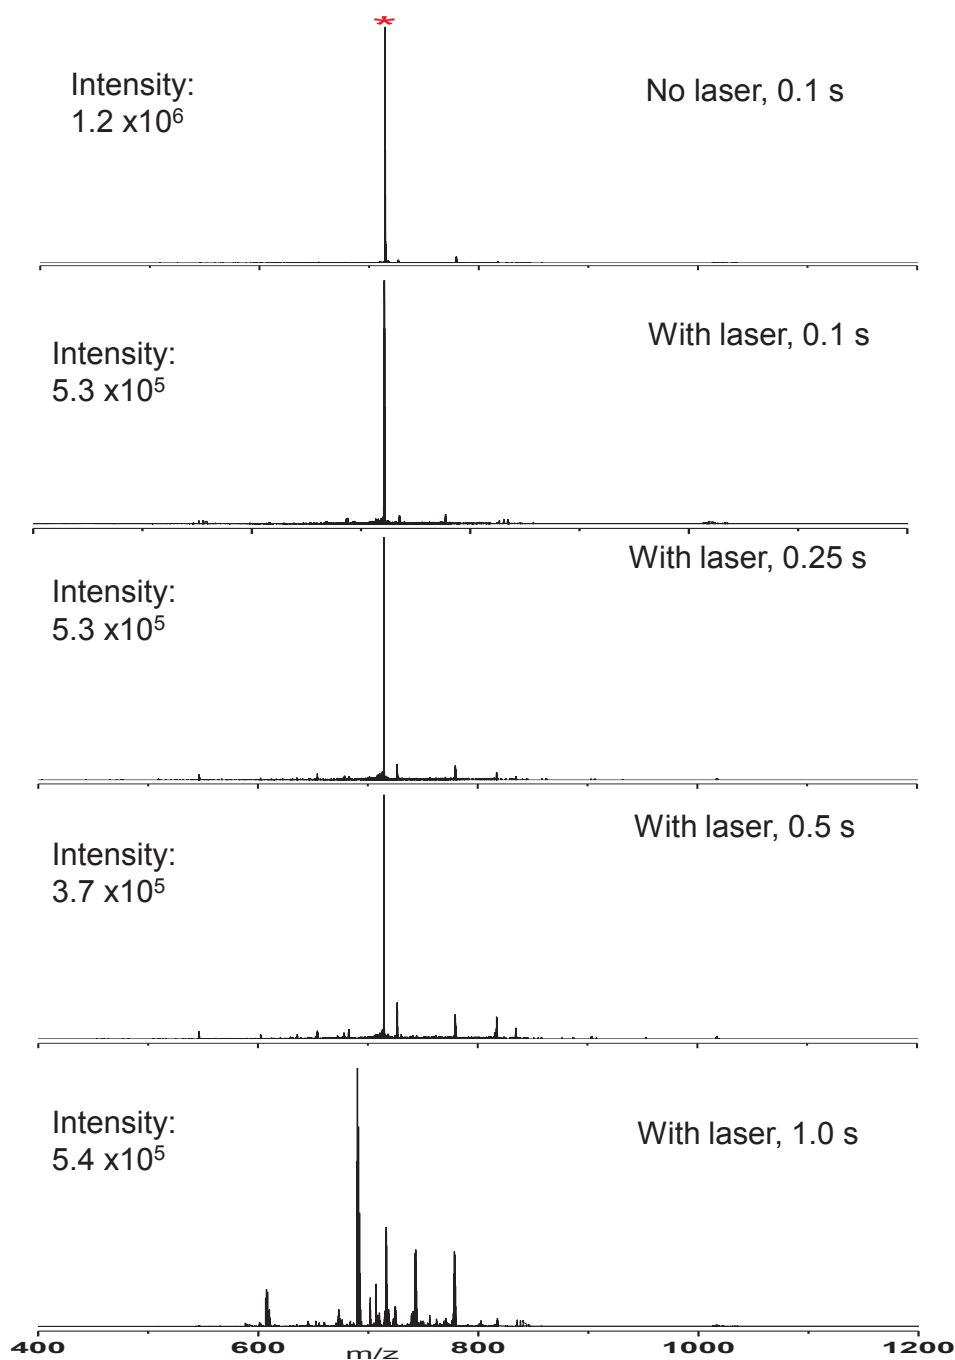 *
Intensity:
1.2 x10⁶
No laser, 0.1 s
Intensity:
5.3 x10⁵
With laser, 0.1 s
Intensity:
5.3 x10⁵
With laser, 0.25 s
Intensity:
3.7 x10⁵
With laser, 0.5 s
Intensity:
5.4 x10⁵
With laser, 1.0 s
400 600 800 1000 1200
m/z